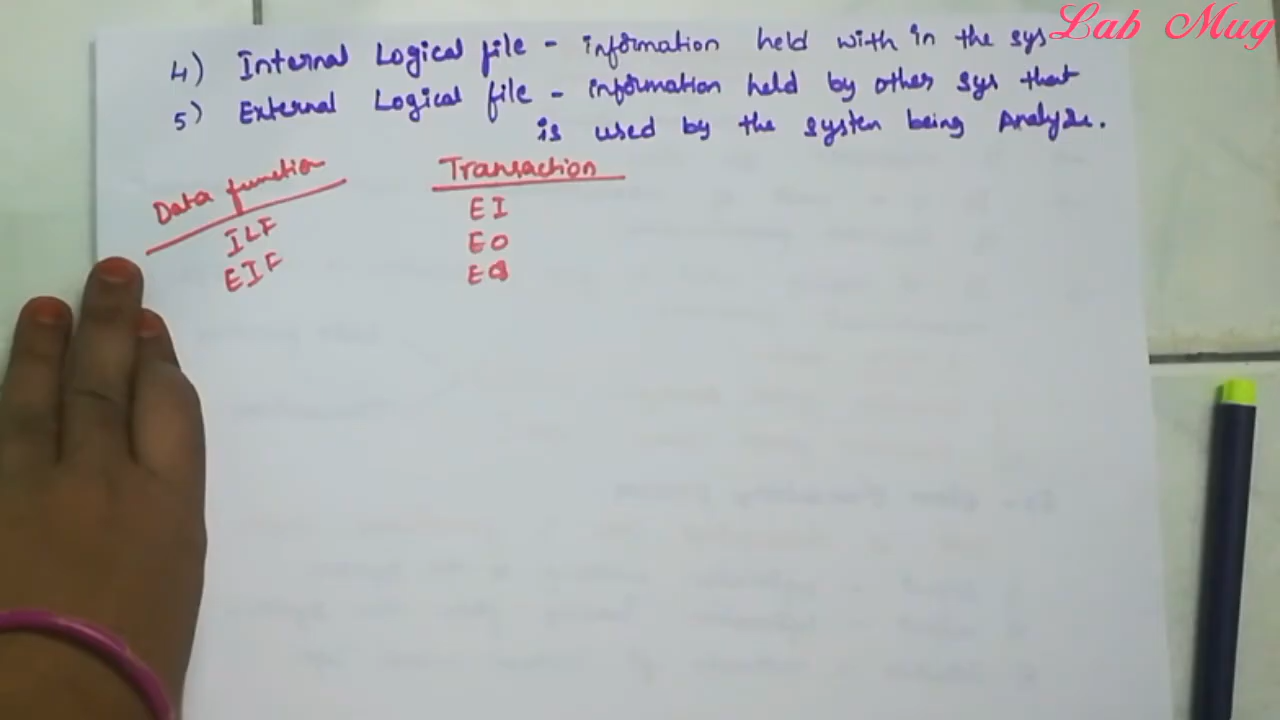 Lab Mug
4) Internal Logical file - information held with in the sys
5) External Logical file - information held by other sys that
is used by the system being Analyze.
Data function
ILF
EIF
Transaction
EI
EO
EQ